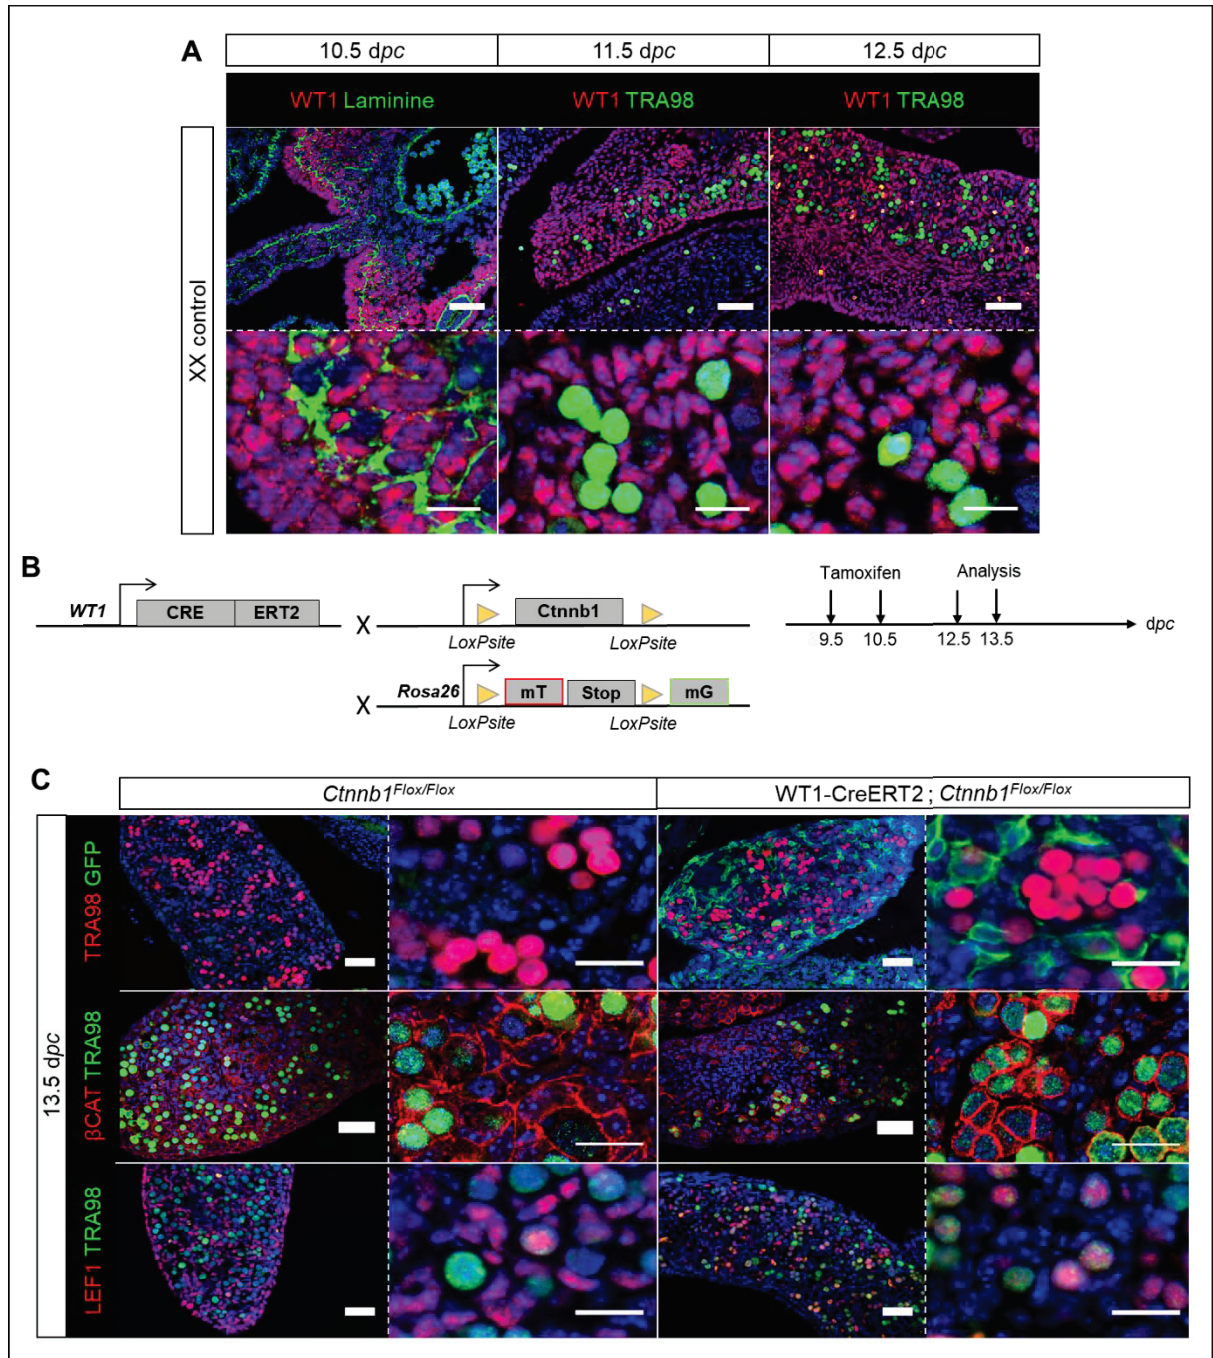 A
10.5 dpc
11.5 dpc
12.5 dpc
WT1 Laminine
WT1 TRA98
WT1 TRA98
XX control
B
WT1
CRE
ERT2
X
Ctnnb1
LoxPsite
LoxPsite
X
Rosa26
mT
Stop
mG
LoxPsite
LoxPsite
Tamoxifen
Analysis
9.5
10.5
12.5
13.5
dpc
C
Ctnnb1Flox/Flox
WT1-CreERT2 ; Ctnnb1Flox/Flox
13.5 dpc
TRA98 GFP
βCAT TRA98
LEF1 TRA98